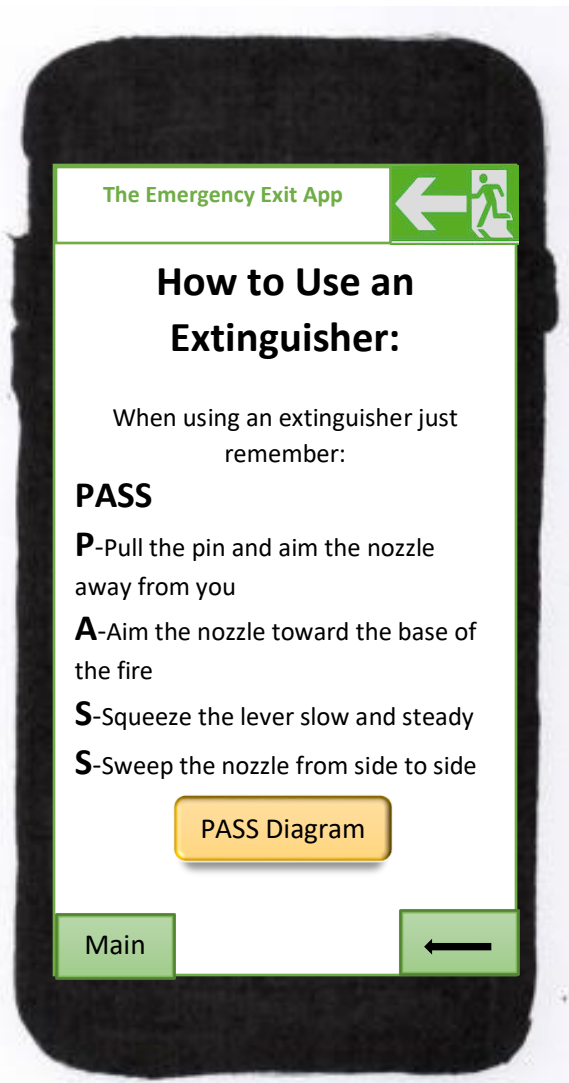 The Emergency Exit App
How to Use an
Extinguisher:
When using an extinguisher just
remember:
PASS
P-Pull the pin and aim the nozzle
away from you
A-Aim the nozzle toward the base of
the fire
S-Squeeze the lever slow and steady
S-Sweep the nozzle from side to side
PASS Diagram
Main